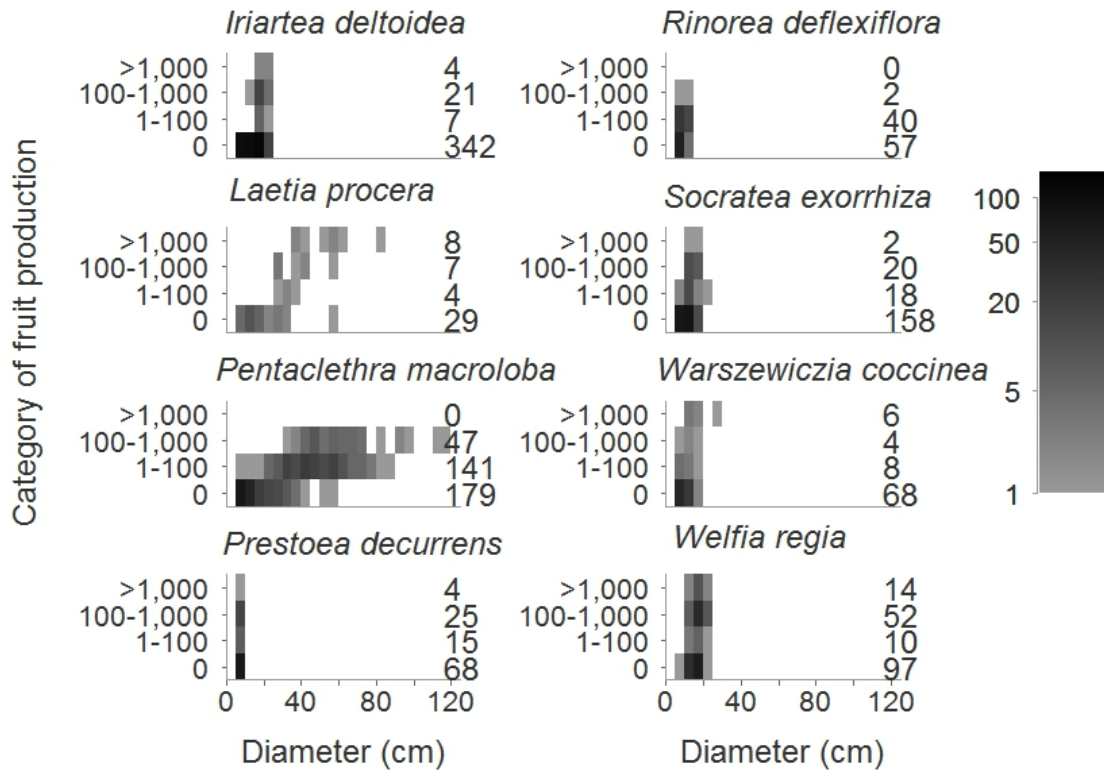 Iriartea deltoidea
>1,000 4
100-1,000 21
1-100 7
0 342
Rinorea deflexiflora
>1,000 0
100-1,000 2
1-100 40
0 57
Laetia procera
>1,000 8
100-1,000 7
1-100 4
0 29
Socratea exorrhiza
>1,000 2
100-1,000 20
1-100 18
0 158
Pentaclethra macroloba
>1,000 0
100-1,000 47
1-100 141
0 179
Warszewiczia coccinea
>1,000 6
100-1,000 4
1-100 8
0 68
Prestoea decurrens
>1,000 4
100-1,000 25
1-100 15
0 68
Welfia regia
>1,000 14
100-1,000 52
1-100 10
0 97
0 40 80 120
0 40 80 120
Diameter (cm)
Diameter (cm)
Category of fruit production
100
50
20
5
1